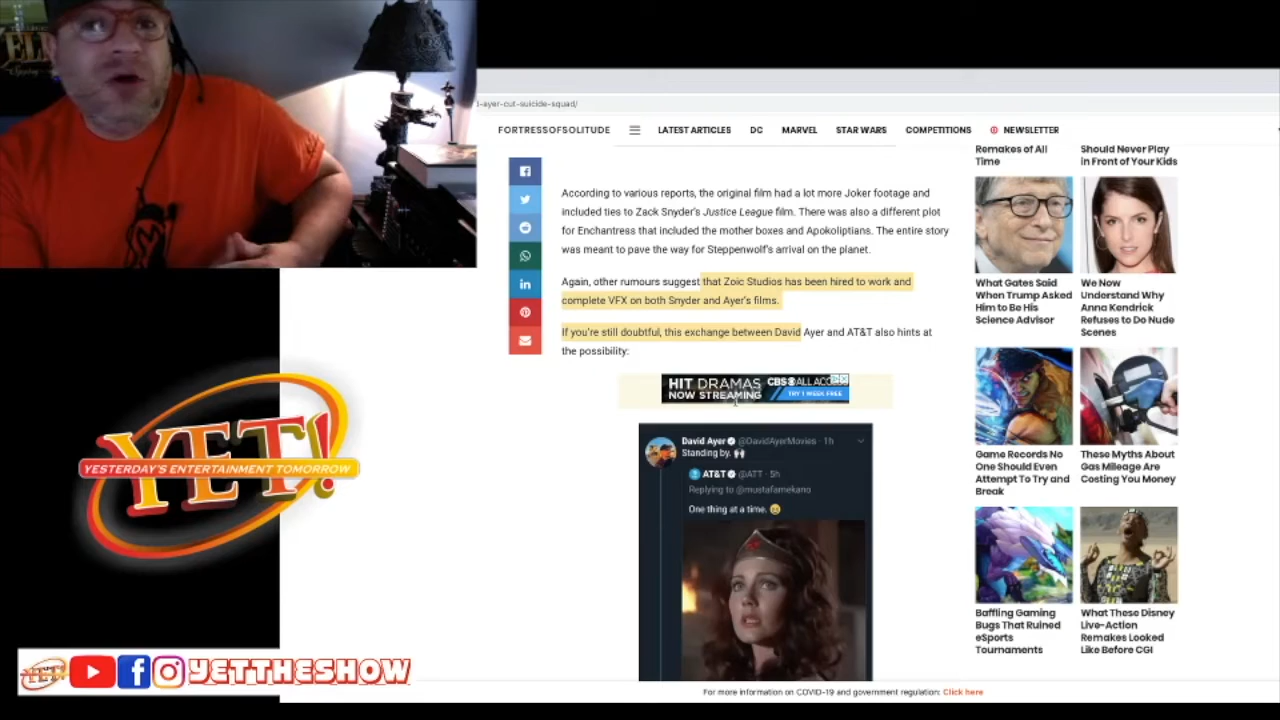 -ayer-cut-suicide-squad/
FORTRESSOFSOLITUDE
LATEST ARTICLES
DC
MARVEL
STAR WARS
COMPETITIONS
NEWSLETTER
According to various reports, the original film had a lot more Joker footage and
included ties to Zack Snyder's Justice League film. There was also a different plot
for Enchantress that included the mother boxes and Apokoliptians. The entire story
was meant to pave the way for Steppenwolf's arrival on the planet.
Again, other rumours suggest that Zoic Studios has been hired to work and
complete VFX on both Snyder and Ayer's films.
If you're still doubtful, this exchange between David Ayer and AT&T also hints at
the possibility:
HIT DRAMAS
NOW STREAMING
CBS ALL ACCESS
TRY 1 WEEK FREE
David Ayer @DavidAyerMovies · 1h
Standing by. 🙌
AT&T @ATT · 5h
Replying to @mustafamekano
One thing at a time.
Remakes of All
Time
Should Never Play
in Front of Your Kids
What Gates Said
When Trump Asked
Him to Be His
Science Advisor
We Now
Understand Why
Anna Kendrick
Refuses to Do Nude
Scenes
Game Records No
One Should Even
Attempt To Try and
Break
These Myths About
Gas Mileage Are
Costing You Money
Baffling Gaming
Bugs That Ruined
eSports
Tournaments
What These Disney
Live-Action
Remakes Looked
Like Before CGI
YET!
YESTERDAY'S ENTERTAINMENT TOMORROW
YET!
YETTHESHOW
For more information on COVID-19 and government regulation: Click here